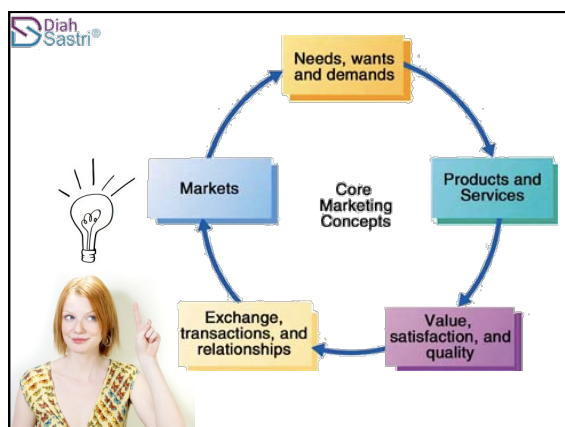 Diah
Sastri®
Needs, wants
and demands
Markets
Core
Marketing
Concepts
Products and
Services
Exchange,
transactions, and
relationships
Value,
satisfaction, and
quality